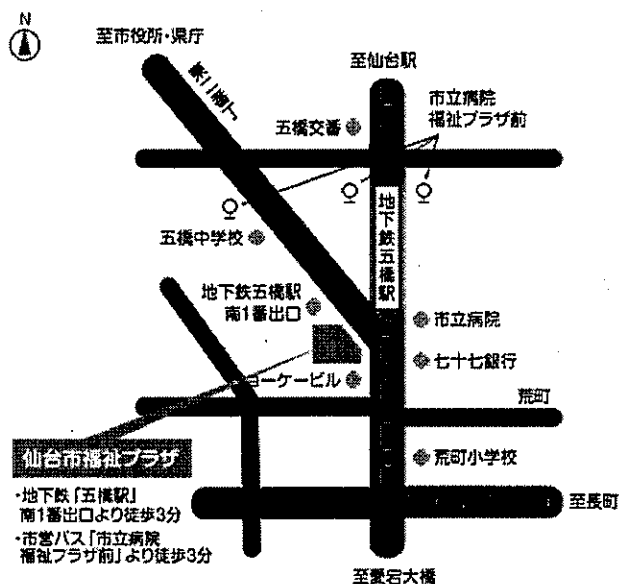 N
至市役所・県庁
至仙台駅
東二番丁
五橋交番
市立病院
福祉プラザ前
地下鉄五橋駅
五橋中学校
地下鉄五橋駅
南1番出口
市立病院
七十七銀行
ヨーケービル
荒町
仙台市福祉プラザ
荒町小学校
・地下鉄「五橋駅」
南1番出口より徒歩3分
・市営バス「市立病院
福祉プラザ前」より徒歩3分
至長町
至愛宕大橋